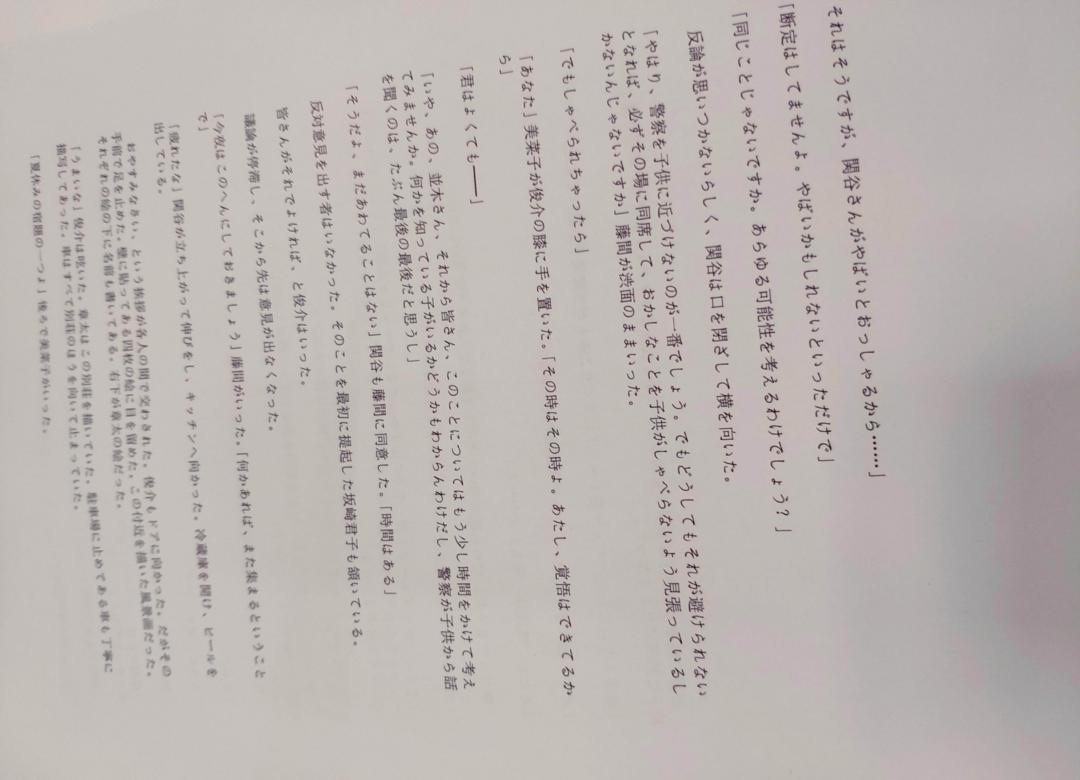 それはそうですが、関谷さんがやばいとおっしゃるから……」
「断定はしてませんよ。やばいかもしれないといっただけで」
「同じことじゃないですか。あらゆる可能性を考えるわけでしょう？」
反論が思いつかないらしく、関谷は口を閉ざして横を向いた。
「やはり、警察を子供に近づけないのが一番でしょう。でもどうしてもそれが避けられない
となれば、必ずその場に同席して、おかしなことを子供がしゃべらないよう見張っているし
かないんじゃないですか」藤間が渋面のままいった。
「でもしゃべられちゃったら」
「あなた」美菜子が俊介の膝に手を置いた。「その時はその時よ。あたし、覚悟はできてるか
ら」
「君はよくても――」
「いや、あの、並木さん、それから皆さん、このことについてはもう少し時間をかけて考え
てみませんか。何かを知っている子がいるかどうかもわからんわけだし、警察が子供から話
を聞くのは、たぶん最後の最後だと思うし」
「そうだよ、まだあわてることはない」関谷も藤間に同意した。「時間はある」
反対意見を出す者はいなかった。そのことを最初に提起した坂崎君子も頷いている。
皆さんがそれでよければ、と俊介はいった。
議論が停滞し、そこから先は意見が出なくなった。
「今夜はこのへんにしておきましょう」藤間がいった。「何かあれば、また集まるということ
で」
「疲れたな」関谷が立ち上がって伸びをし、キッチンへ向かった。冷蔵庫を開け、ビールを
出している。
おやすみなさい、という挨拶が各人の間で交わされた。俊介もドアに向かった。だがその
手前で足を止めた。壁に貼ってある四枚の絵に目を留めた。この付近を描いた風景画だった。
それぞれの絵の下に名前も書いてある。右下が章太の絵だった。
「うまいな」俊介は呟いた。章太はこの別荘を描いていた。駐車場に止めてある車も丁寧に
描写してあった。車はすべて別荘のほうを向いて止まっていた。
「夏休みの宿題の一つよ」後ろで美菜子がいった。